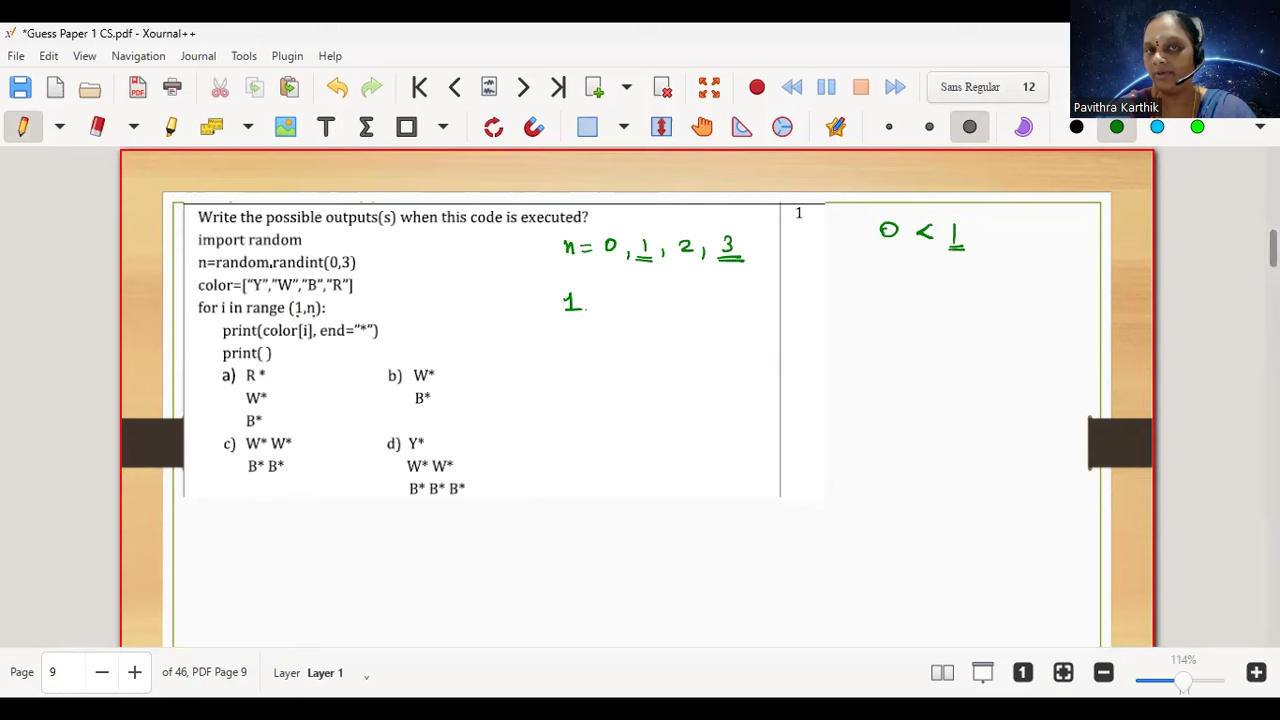 *Guess Paper 1 CS.pdf - Xournal++
File Edit View Navigation Journal Tools Plugin Help
Sans Regular 12
Pavithra Karthik
Write the possible outputs(s) when this code is executed?
1
import random
n=random.randint(0,3)
color=["Y","W","B","R"]
for i in range (1,n):
print(color[i], end="*")
print( )
a) R *
W*
B*
b) W*
B*
c) W* W*
B* B*
d) Y*
W* W*
B* B* B*
n = 0 , 1 , 2 , 3
1
0 < 1
Page 9 of 46, PDF Page 9 Layer Layer 1
1
114%